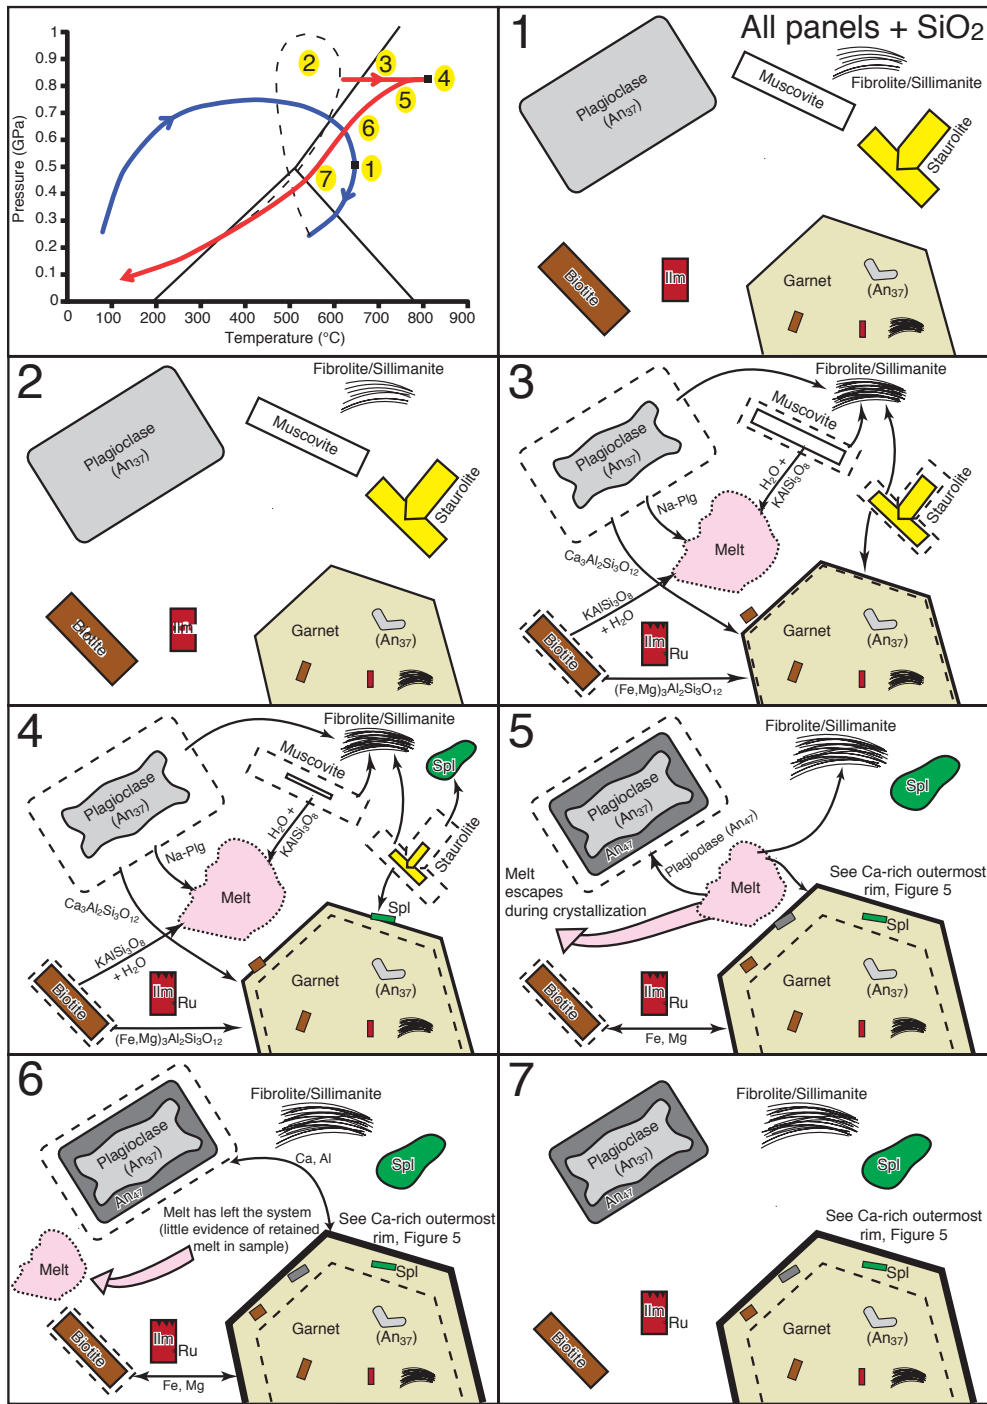 1
0.9
0.8
0.7
0.6
0.5
0.4
0.3
0.2
0.1
0
Pressure (GPa)
0
100
200
300
400
500
600
700
800
900
Temperature (°C)
2
3
4
5
6
1
7
1
All panels + SiO₂
Plagioclase
(An₃₇)
Muscovite
Fibrolite/Sillimanite
Staurolite
Biotite
Ilm
Garnet
(An₃₇)
2
Plagioclase
(An₃₇)
Fibrolite/Sillimanite
Muscovite
Staurolite
Biotite
Ilm
Garnet
(An₃₇)
3
Fibrolite/Sillimanite
Plagioclase
(An₃₇)
Muscovite
H₂O +
KAlSi₃O₈
Staurolite
Na-Plg
Melt
Ca₃Al₂Si₃O₁₂
KAlSi₃O₈
+ H₂O
Biotite
Ilm
Ru
(Fe,Mg)₃Al₂Si₃O₁₂
Garnet
(An₃₇)
4
Fibrolite/Sillimanite
Plagioclase
(An₃₇)
Muscovite
Spl
H₂O +
KAlSi₃O₈
Staurolite
Na-Plg
Melt
Ca₃Al₂Si₃O₁₂
Spl
KAlSi₃O₈
+ H₂O
Biotite
Ilm
Ru
(Fe,Mg)₃Al₂Si₃O₁₂
Garnet
(An₃₇)
5
Fibrolite/Sillimanite
Plagioclase
(An₃₇)
An₄₇
Spl
Plagioclase (An₄₇)
Melt
Melt
escapes
during crystallization
See Ca-rich outermost
rim, Figure 5
Spl
Biotite
Ilm
Ru
Fe, Mg
Garnet
(An₃₇)
6
Fibrolite/Sillimanite
Plagioclase
(An₃₇)
An₄₇
Ca, Al
Spl
Melt has left the system
(little evidence of retained
melt in sample)
See Ca-rich outermost
rim, Figure 5
Melt
Spl
Biotite
Ilm
Ru
Fe, Mg
Garnet
(An₃₇)
7
Fibrolite/Sillimanite
Plagioclase
(An₃₇)
An₄₇
Spl
See Ca-rich outermost
rim, Figure 5
Spl
Biotite
Ilm
Ru
Garnet
(An₃₇)